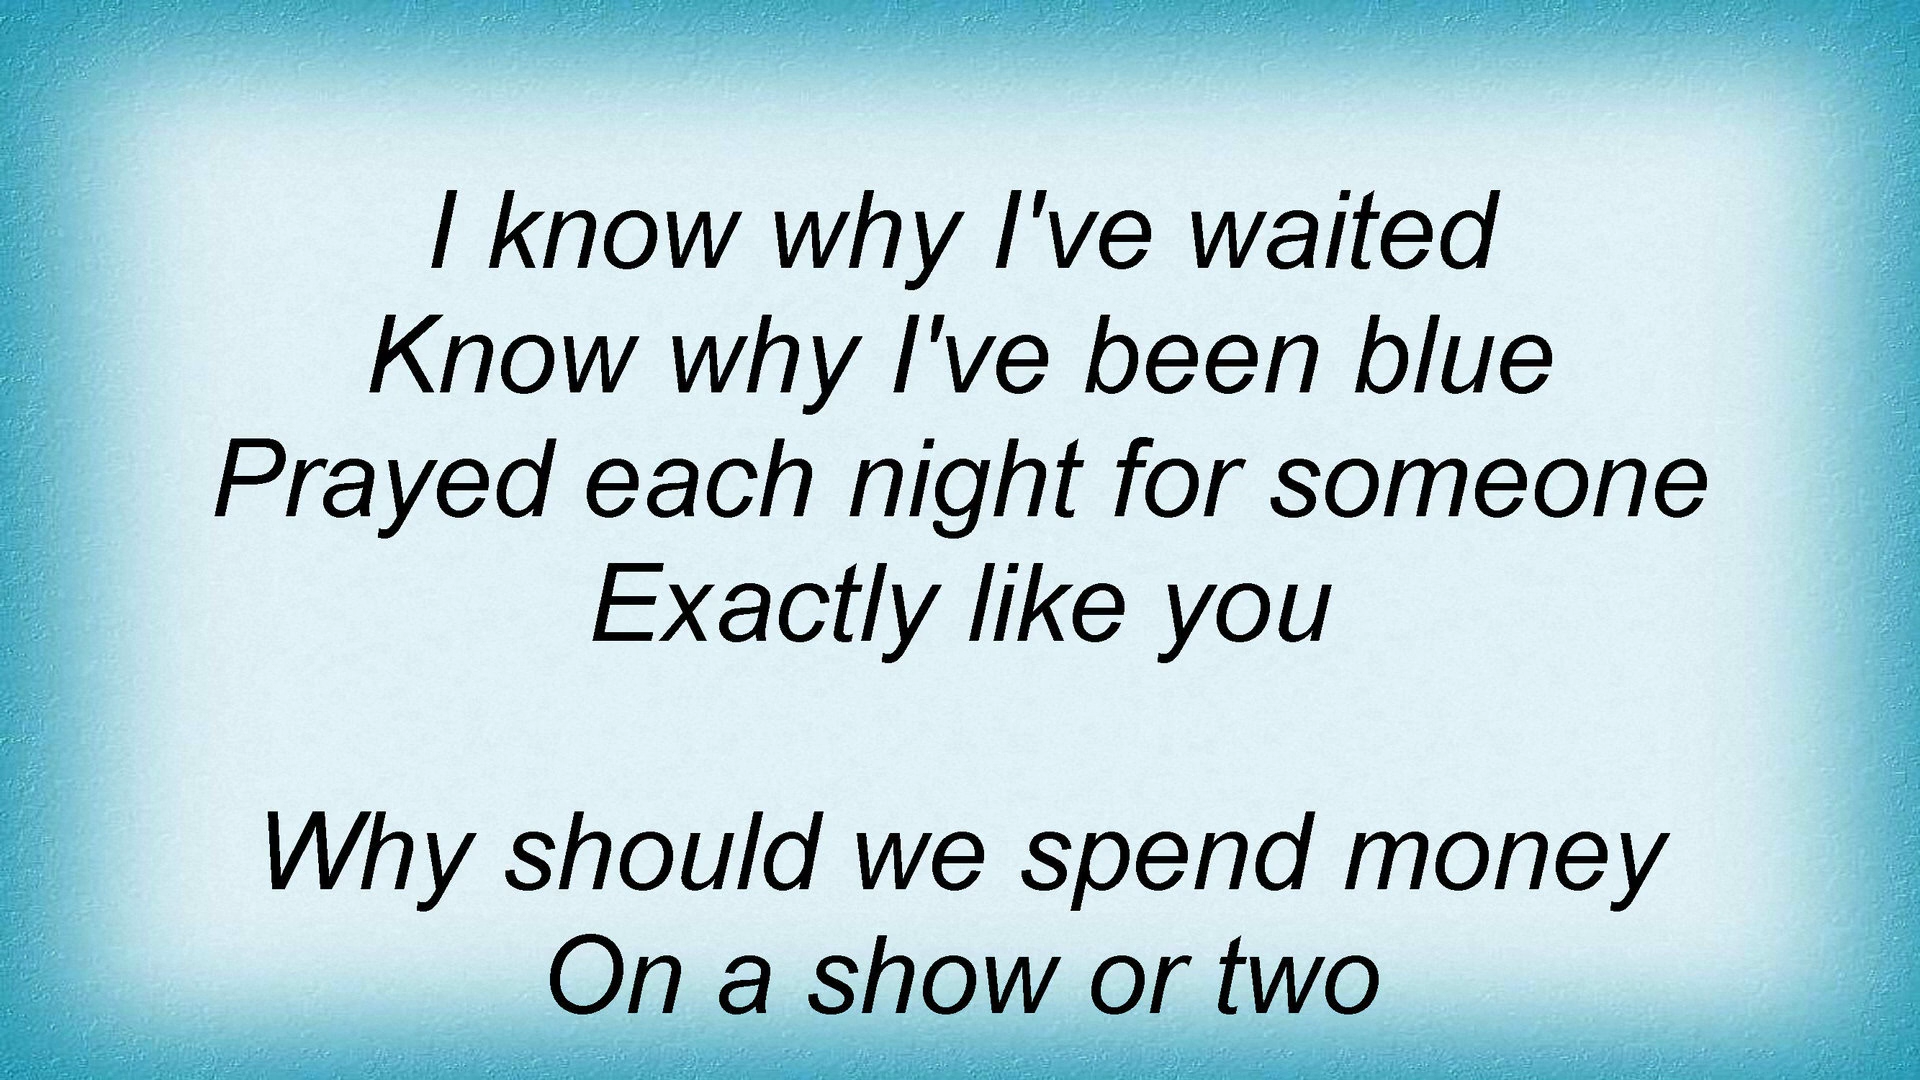 I know why I've waited
Know why I've been blue
Prayed each night for someone
Exactly like you
Why should we spend money
On a show or two